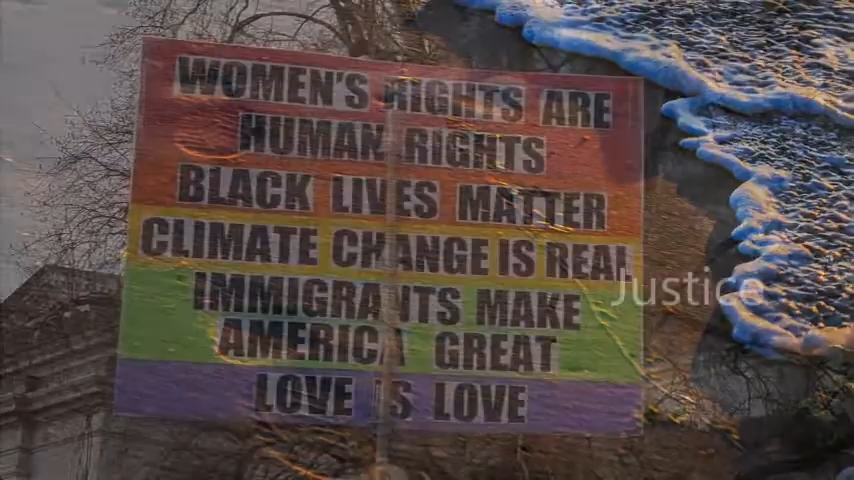 WOMEN'S RIGHTS ARE
HUMAN RIGHTS
BLACK LIVES MATTER
CLIMATE CHANGE IS REAL
IMMIGRANTS MAKE
AMERICA GREAT
LOVE IS LOVE
Justice